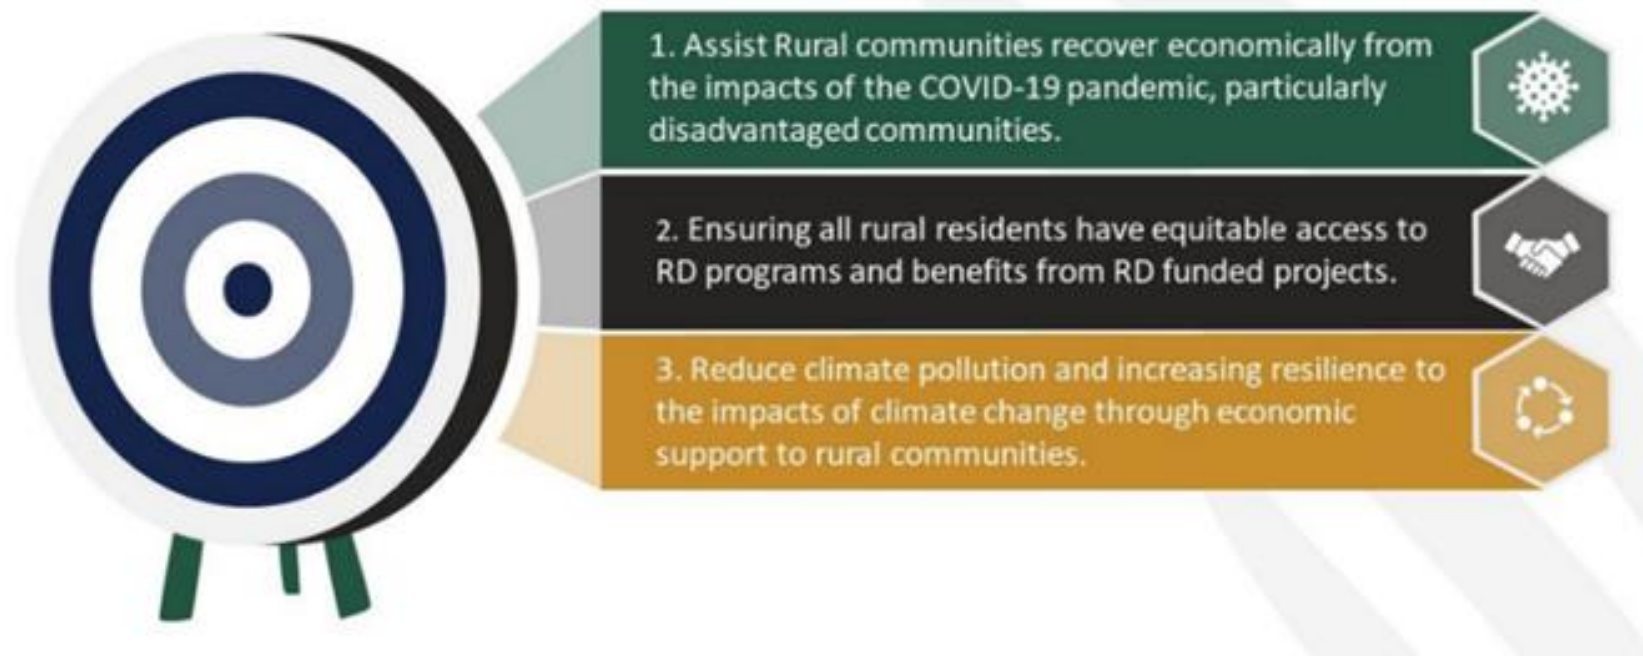 1. Assist Rural communities recover economically from
the impacts of the COVID-19 pandemic, particularly
disadvantaged communities.
2. Ensuring all rural residents have equitable access to
RD programs and benefits from RD funded projects.
3. Reduce climate pollution and increasing resilience to
the impacts of climate change through economic
support to rural communities.